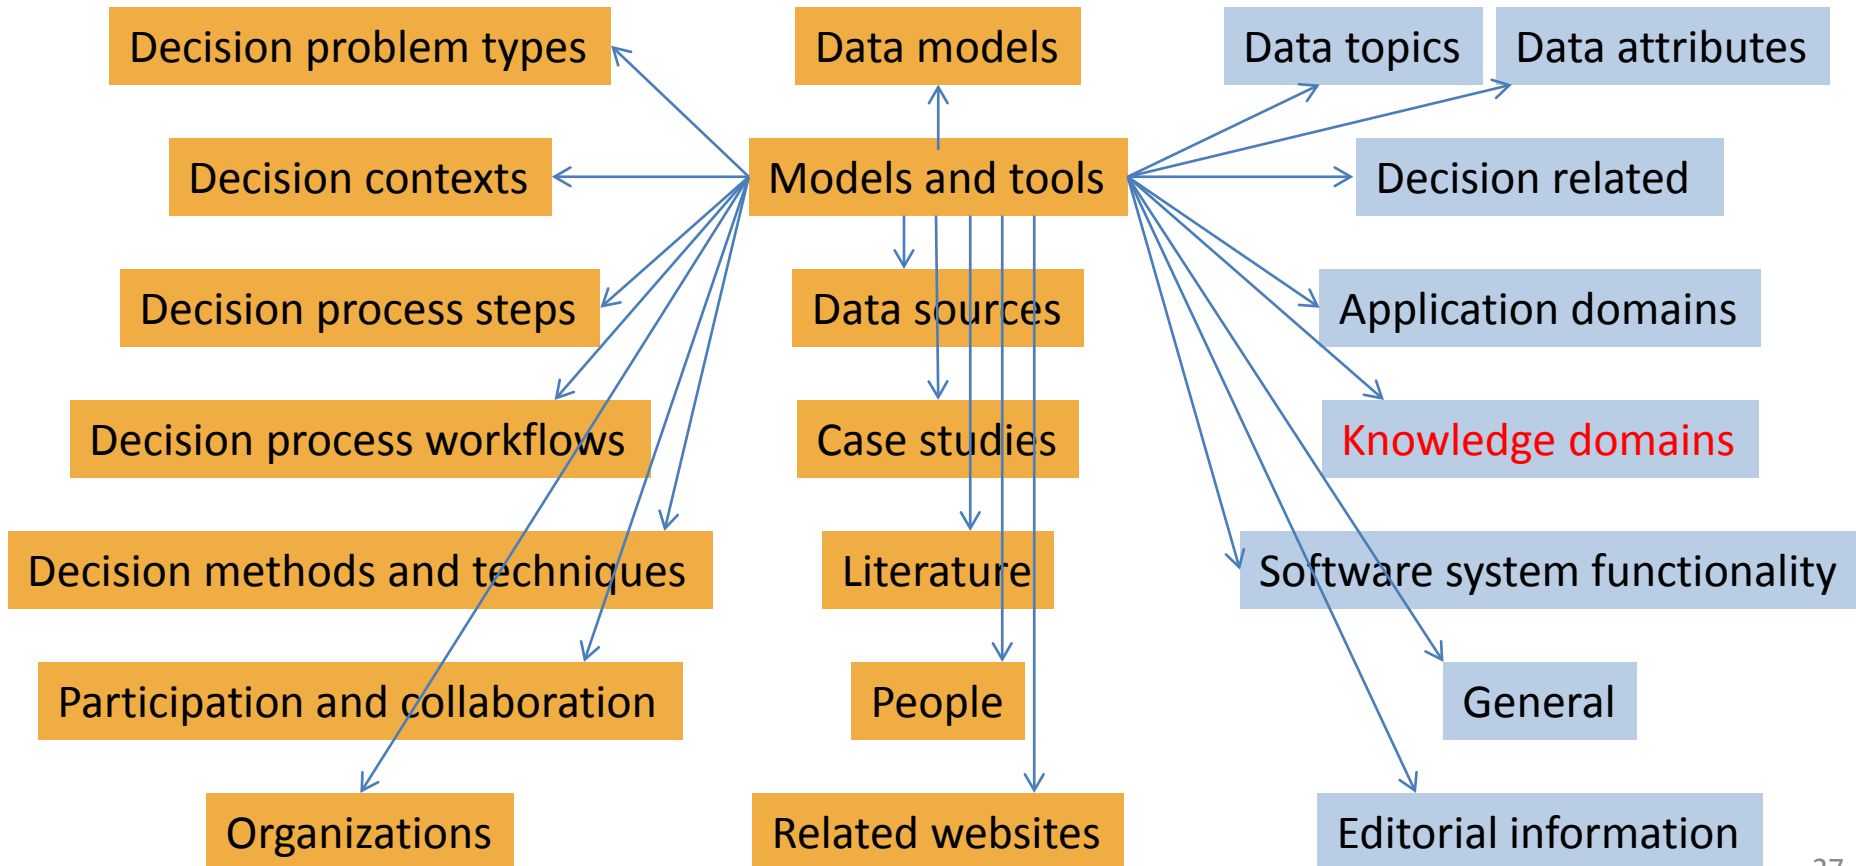 Decision problem types
Data models
Data topics
Data attributes
Decision contexts
Models and tools
Decision related
Decision process steps
Data sources
Application domains
Decision process workflows
Case studies
Knowledge domains
Decision methods and techniques
Literature
Software system functionality
Participation and collaboration
People
General
Organizations
Related websites
Editorial information
27